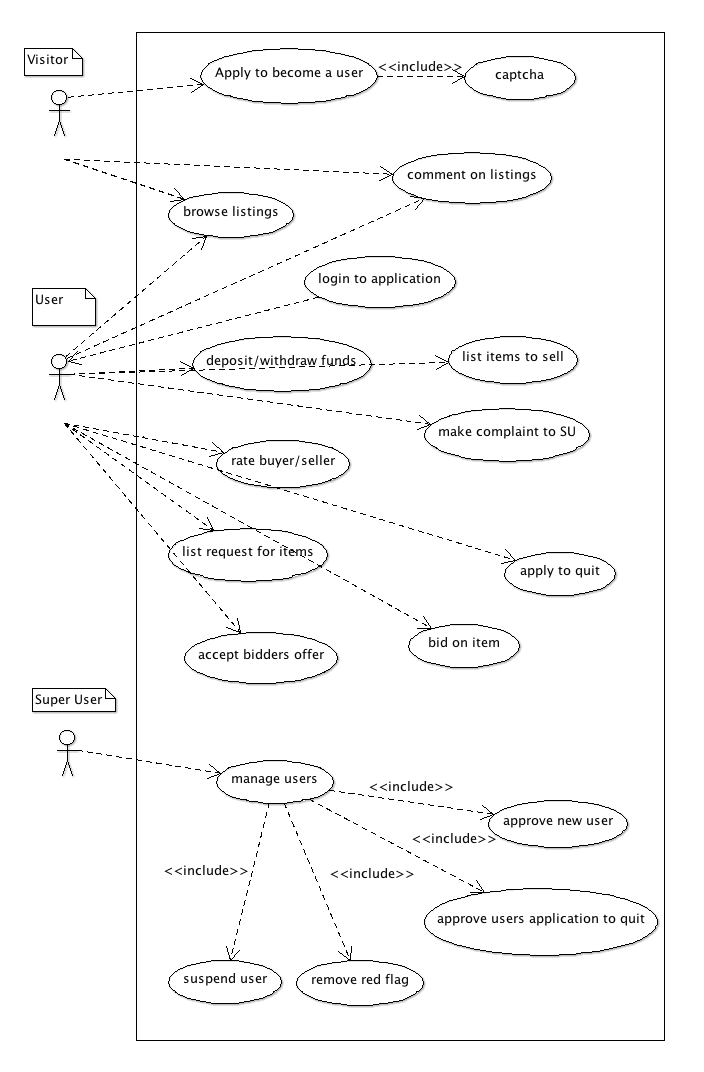 Visitor
Apply to become a user
<<include>>
captcha
comment on listings
browse listings
login to application
User
deposit/withdraw funds
list items to sell
make complaint to SU
rate buyer/seller
list request for items
apply to quit
bid on item
accept bidders offer
Super User
manage users
<<include>>
approve new user
<<include>>
<<include>>
<<include>>
approve users application to quit
suspend user
remove red flag